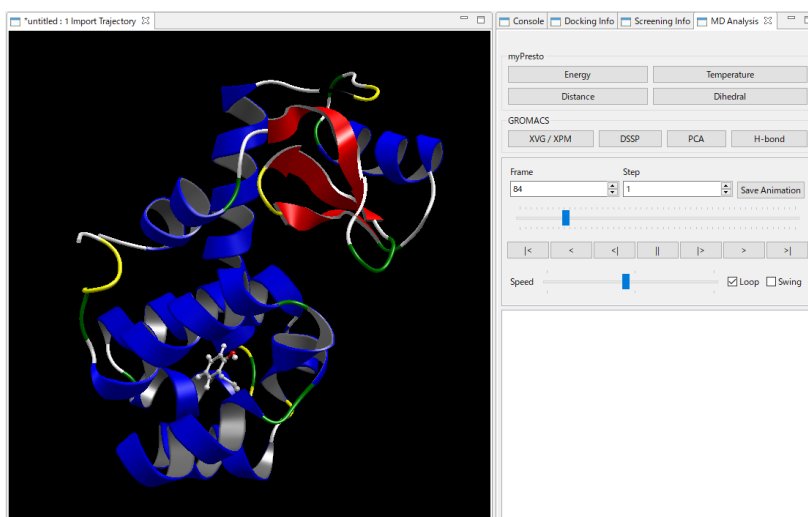 *untitled : 1 Import Trajectory
Console Docking Info Screening Info MD Analysis
myPresto
Energy Temperature
Distance Dihedral
GROMACS
XVG / XPM DSSP PCA H-bond
Frame Step
84 1 Save Animation
|< < <| || |> > >|
Speed Loop Swing